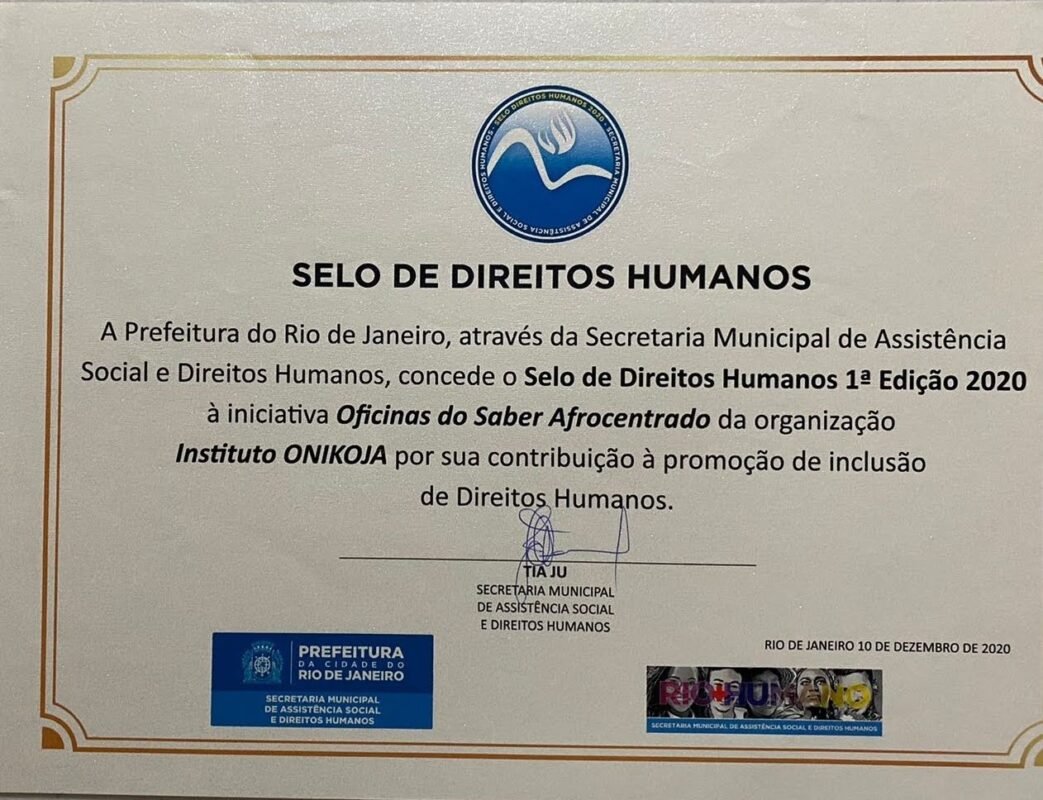 SELO DIREITOS HUMANOS 2020 - SECRETARIA MUNICIPAL DE ASSISTÊNCIA SOCIAL E DIREITOS HUMANOS -
SELO DE DIREITOS HUMANOS
A Prefeitura do Rio de Janeiro, através da Secretaria Municipal de Assistência
Social e Direitos Humanos, concede o Selo de Direitos Humanos 1ª Edição 2020
à iniciativa Oficinas do Saber Afrocentrado da organização
Instituto ONIKOJA por sua contribuição à promoção de inclusão
de Direitos Humanos.
TIA JU
SECRETARIA MUNICIPAL
DE ASSISTÊNCIA SOCIAL
E DIREITOS HUMANOS
RIO DE JANEIRO 10 DE DEZEMBRO DE 2020
PREFEITURA
DA CIDADE DO
RIO DE JANEIRO
SECRETARIA MUNICIPAL
DE ASSISTÊNCIA SOCIAL
E DIREITOS HUMANOS
RIO+HUMANO
SECRETARIA MUNICIPAL DE ASSISTÊNCIA SOCIAL E DIREITOS HUMANOS